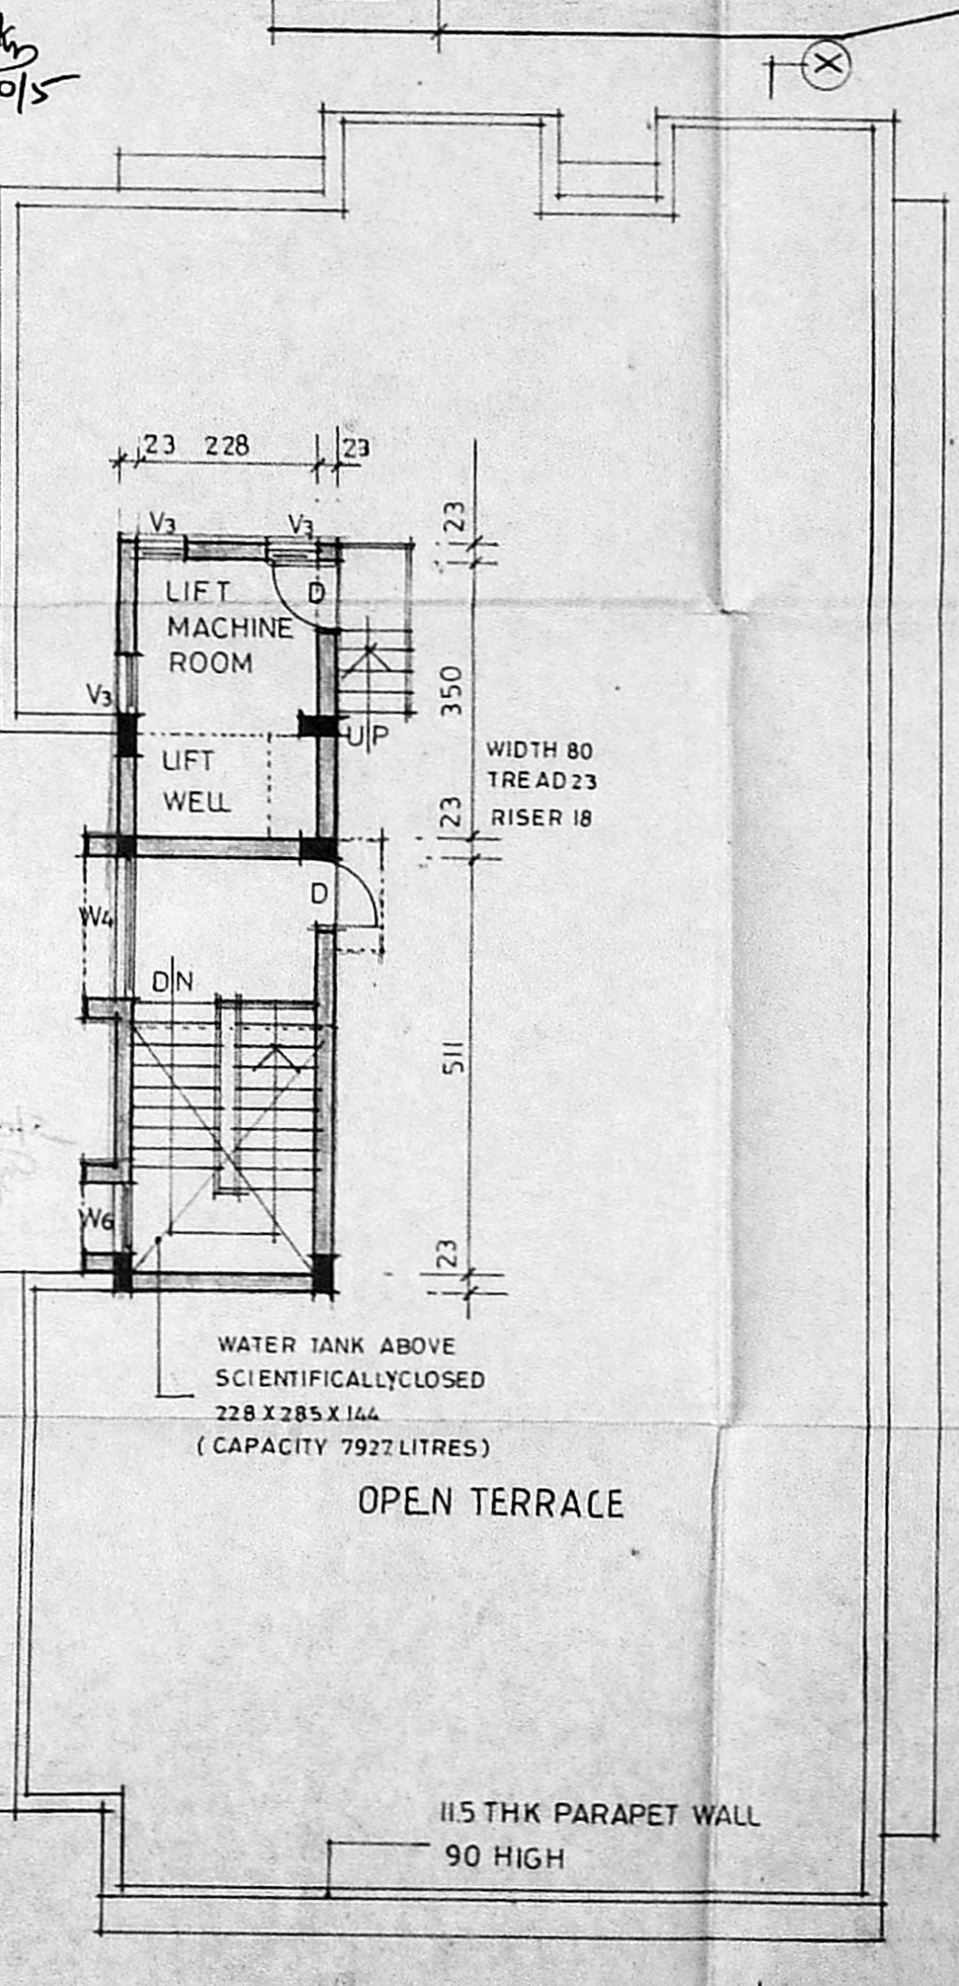 0/5
X
23 228 23
23
V3 V3
LIFT D
MACHINE
ROOM
V3
350
UP
WIDTH 80
TREAD 23
RISER 18
LIFT
WELL
23
D
W4
DN
511
W6
23
WATER TANK ABOVE
SCIENTIFICALLYCLOSED
228 X 285 X 144
(CAPACITY 7927 LITRES)
OPEN TERRACE
11.5 THK PARAPET WALL
90 HIGH